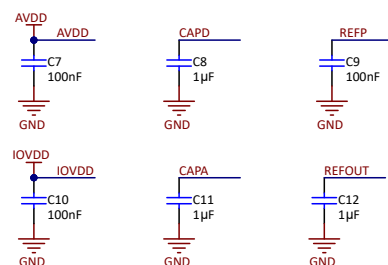 AVDD
AVDD
C7
100nF
GND
CAPD
C8
1µF
GND
REFP
C9
100nF
GND
IOVDD
IOVDD
C10
100nF
GND
CAPA
C11
1µF
GND
REFOUT
C12
1µF
GND